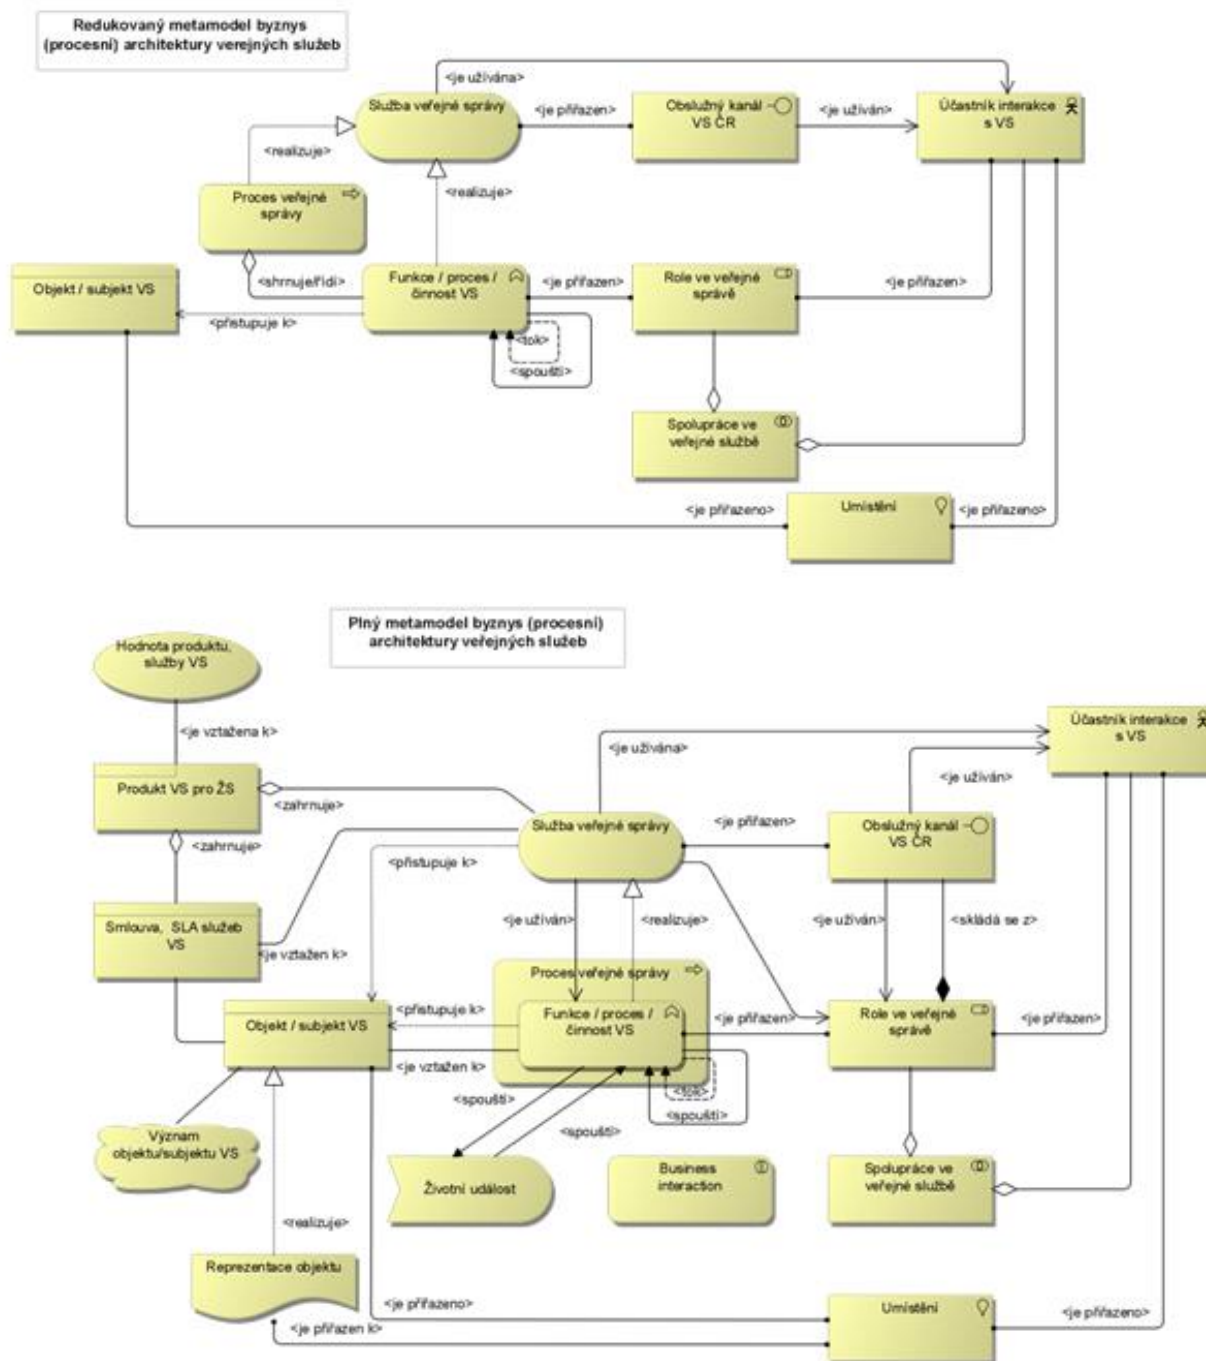 Redukovaný metamodel byznys
(procesní) architektury verejných služeb
<je užívána>
Služba veřejné správy
<je přiřazen>
Obslužný kanál
VS ČR
<je užíván>
Účastník interakce
s VS
<realizuje>
<realizuje>
Proces veřejné
správy
Objekt / subjekt VS
<shrnuje/řídí>
Funkce / proces /
činnost VS
<je přiřazen>
Role ve veřejné
správě
<je přiřazen>
<přistupuje k>
<tok>
<spouští>
Spolupráce ve
veřejné službě
<je přiřazeno>
Umístění
<je přiřazeno>
Plný metamodel byznys (procesní)
architektury veřejných služeb
Hodnota produktu,
služby VS
<je vztažena k>
Účastník interakce
s VS
<je užívána>
<je užíván>
Produkt VS pro ŽS
<zahrnuje>
Služba veřejné správy
<je přiřazen>
Obslužný kanál
VS ČR
<zahrnuje>
<přistupuje k>
Smlouva, SLA služeb
VS
<je vztažen k>
<je užíván>
<realizuje>
<je užíván>
<skládá se z>
Proces veřejné správy
Objekt / subjekt VS
<přistupuje k>
Funkce / proces /
činnost VS
<je přiřazen>
Role ve veřejné
správě
<je přiřazen>
<je vztažen k>
<tok>
<spouští>
<spouští>
<spouští>
Význam
objektu/subjektu VS
Životní událost
Business
interaction
Spolupráce ve
veřejné službě
<realizuje>
Reprezentace objektu
<je přiřazeno>
Umístění
<je přiřazeno>
<je přiřazen k>